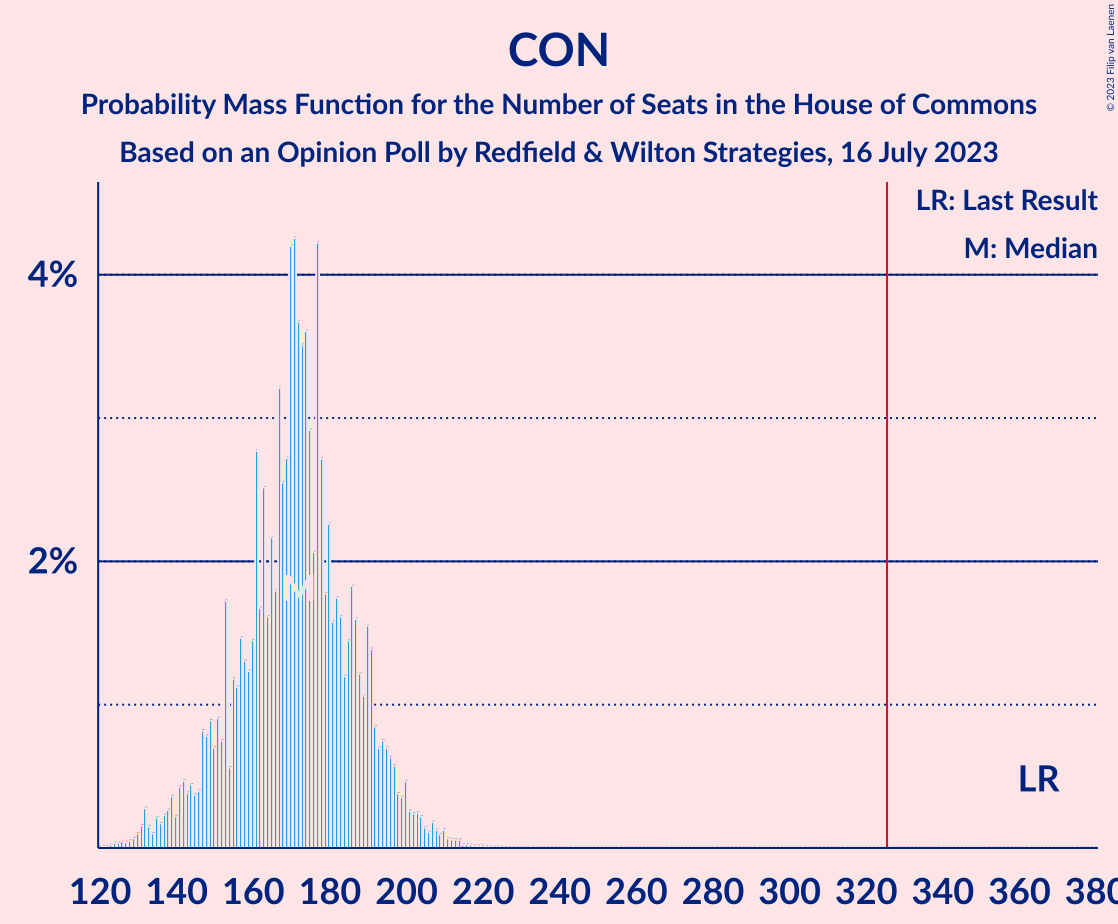 CON
Probability Mass Function for the Number of Seats in the House of Commons
Based on an Opinion Poll by Redfield & Wilton Strategies, 16 July 2023
© 2023 Filip van Laenen
LR: Last Result
M: Median
4%
2%
LR
120 140 160 180 200 220 240 260 280 300 320 340 360 380